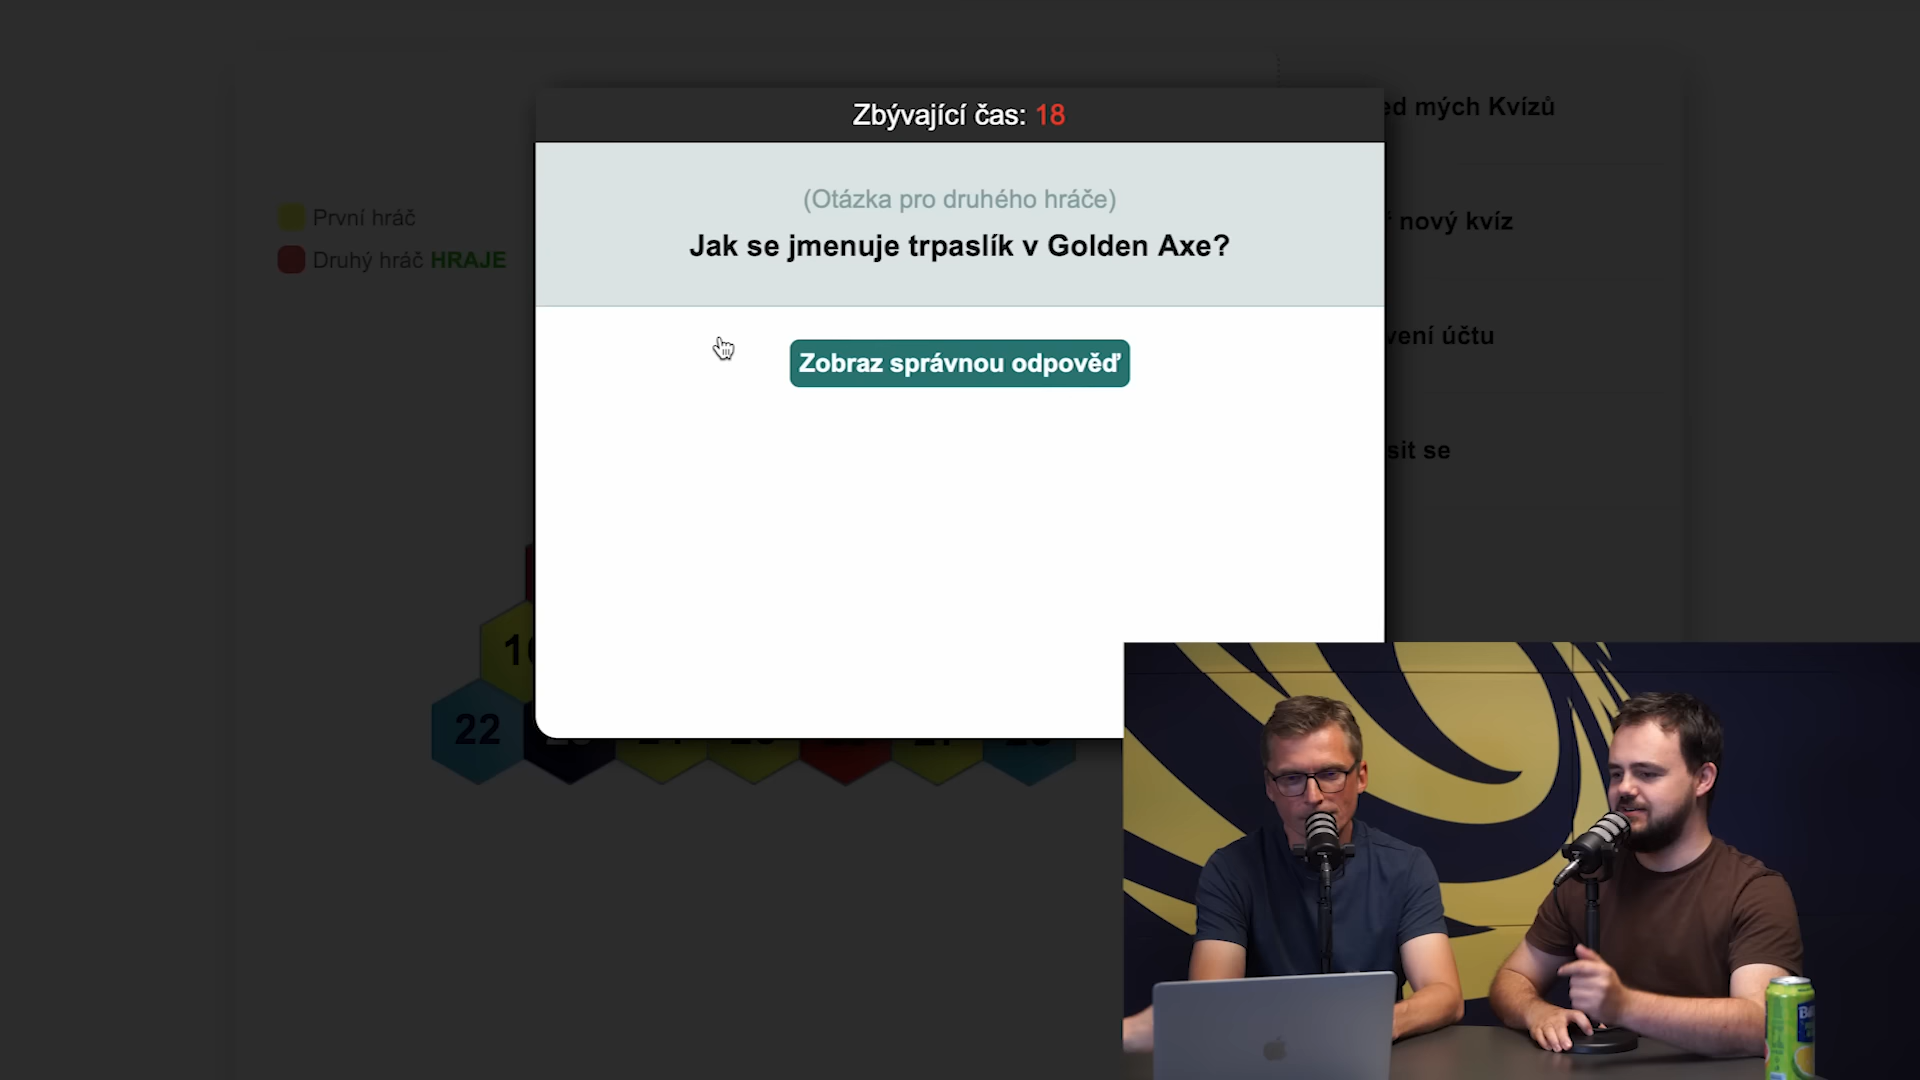 Zbývající čas: 18
ed mých Kvízů
(Otázka pro druhého hráče)
První hráč
nový kvíz
Jak se jmenuje trpaslík v Golden Axe?
Druhý hráč HRAJE
vení účtu
Zobraz správnou odpověď
sit se
22